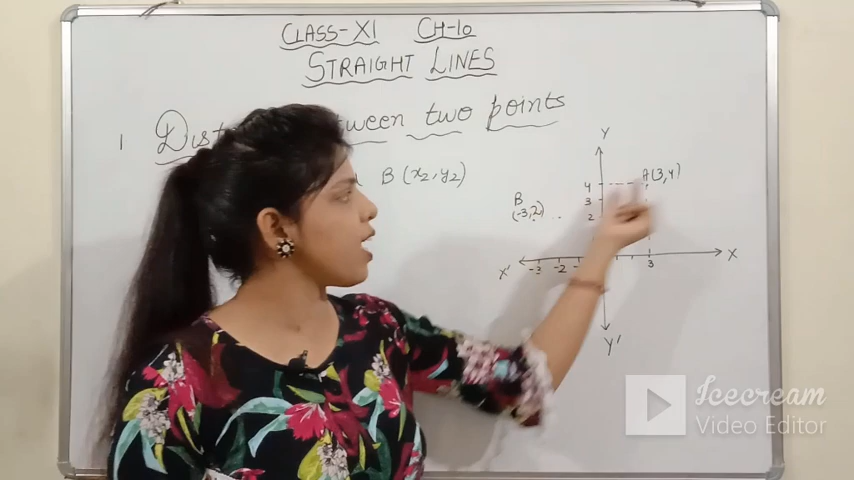 CLASS-XI CH-10
STRAIGHT LINES
1 two points
B (x₂, y₂)
Y
4
A(3,4)
B
3
(-3,2)
2
X' -3 -2 3 X
Y'
Icecream
Video Editor